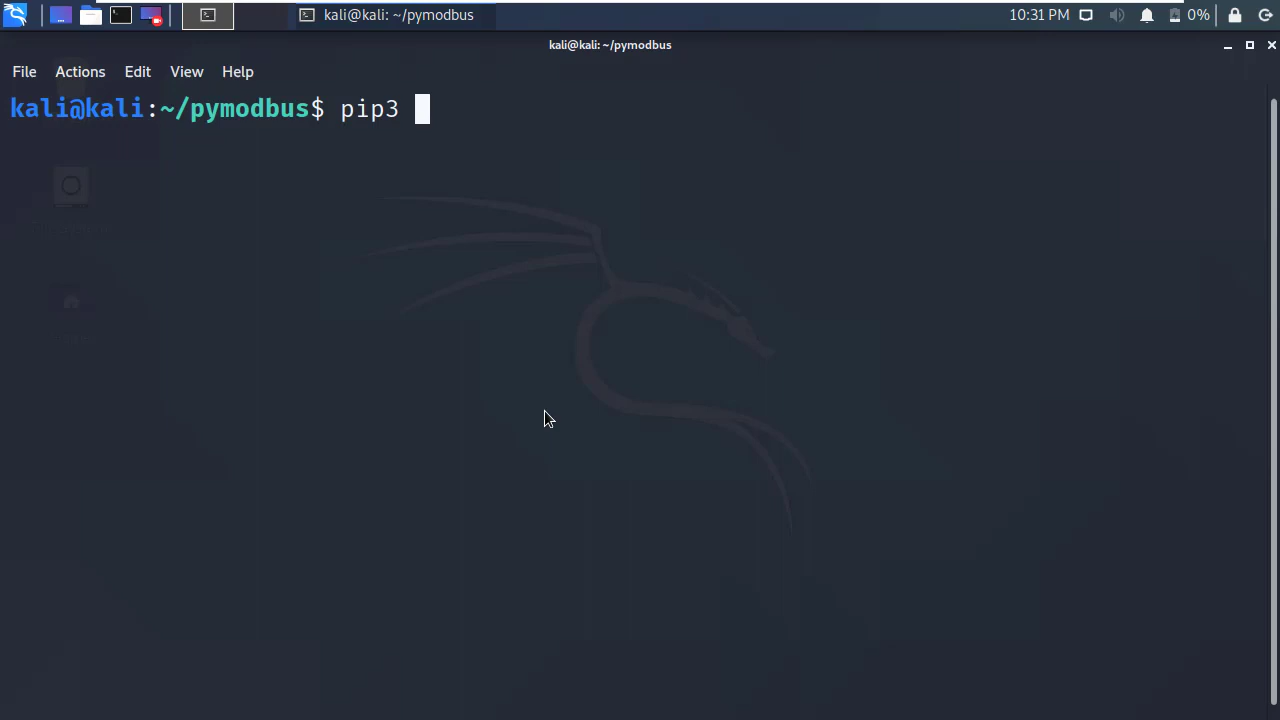 kali@kali: ~/pymodbus
10:31 PM
0%
kali@kali: ~/pymodbus
File Actions Edit View Help
kali@kali:~/pymodbus$ pip3